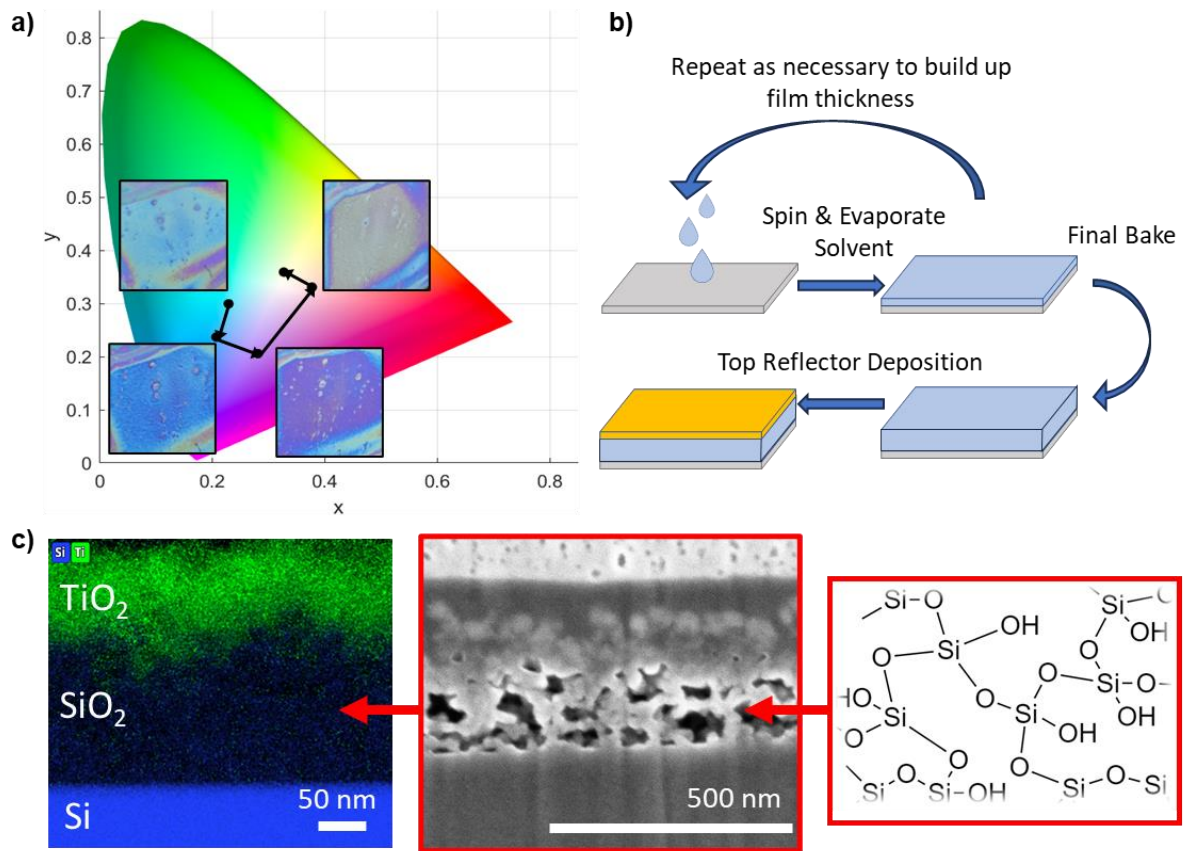 a)
0.8
0.7
0.6
0.5
0.4
0.3
0.2
0.1
0
y
0
0.2
0.4
0.6
0.8
x
b)
Repeat as necessary to build up
film thickness
Spin & Evaporate
Solvent
Final Bake
Top Reflector Deposition
c)
Si Ti
TiO₂
SiO₂
Si
50 nm
500 nm
Si O
Si
OH
O
Si
OH
O
O
Si
O
HO
Si
O
Si
OH
OH
O
O
O
Si
O
Si
OH
O
Si
O
Si